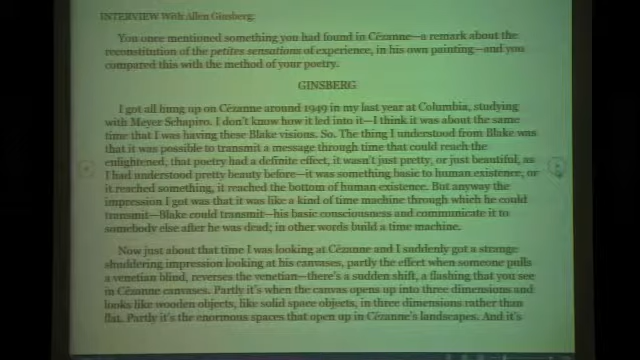 INTERVIEW With Allen Ginsberg:
You once mentioned something you had found in Cézanne—a remark about the
reconstitution of the petites sensations of experience, in his own painting—and you
compared this with the method of your poetry.
GINSBERG
I got all hung up on Cézanne around 1949 in my last year at Columbia, studying
with Meyer Schapiro. I don't know how it led into it—I think it was about the same
time that I was having these Blake visions. So. The thing I understood from Blake was
that it was possible to transmit a message through time that could reach the
enlightened, that poetry had a definite effect, it wasn't just pretty, or just beautiful, as
I had understood pretty beauty before—it was something basic to human existence, or
it reached something, it reached the bottom of human existence. But anyway the
impression I got was that it was like a kind of time machine through which he could
transmit—Blake could transmit—his basic consciousness and communicate it to
somebody else after he was dead; in other words build a time machine.
Now just about that time I was looking at Cézanne and I suddenly got a strange
shuddering impression looking at his canvases, partly the effect when someone pulls
a venetian blind, reverses the venetian—there's a sudden shift, a flashing that you see
in Cézanne canvases. Partly it's when the canvas opens up into three dimensions and
looks like wooden objects, like solid space objects, in three dimensions rather than
flat. Partly it's the enormous spaces that open up in Cézanne's landscapes. And it's